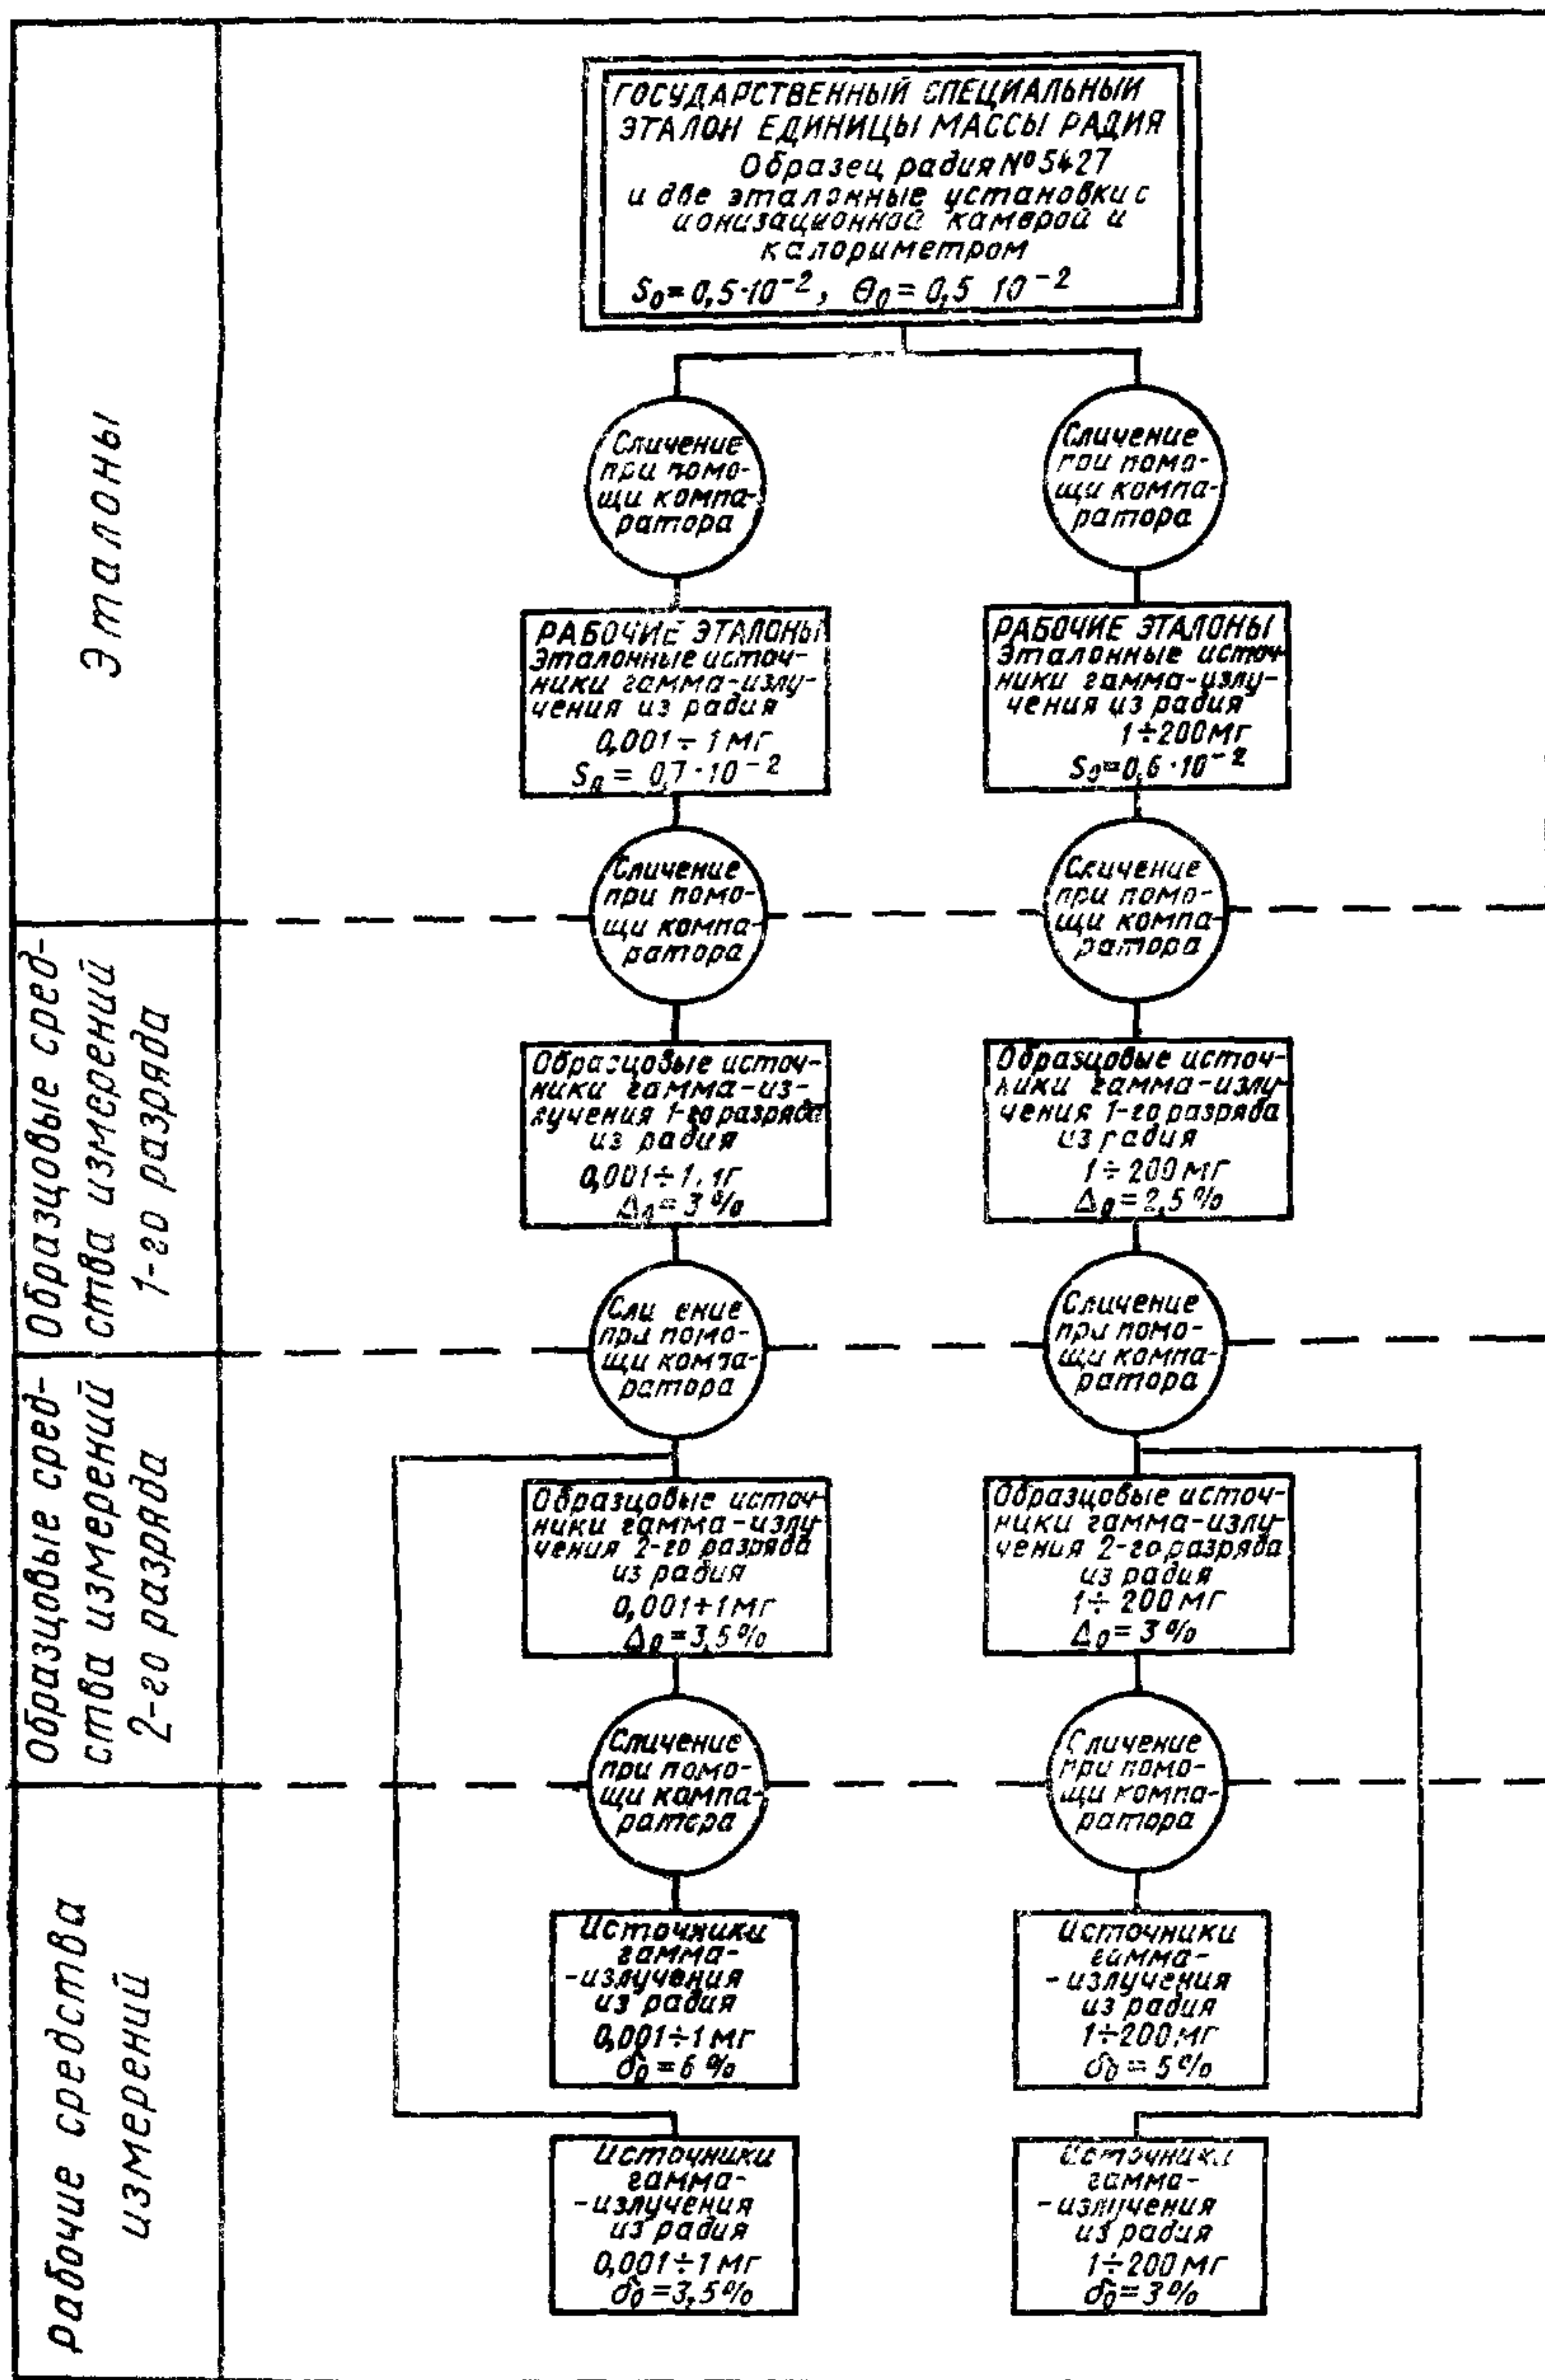 Эталоны
ГОСУДАРСТВЕННЫЙ СПЕЦИАЛЬНЫЙ
ЭТАЛОН ЕДИНИЦЫ МАССЫ РАДИЯ
Образец радия № 5427
и две эталонные установки с
ионизационной камерой и
калориметром
S₀ = 0,5·10⁻², Θ₀ = 0,5 10⁻²
Сличение
при помо-
щи компа-
ратора
Сличение
при помо-
щи компа-
ратора
РАБОЧИЕ ЭТАЛОНЫ
Эталонные источ-
ники гамма-излу-
чения из радия
0,001 ÷ 1 мг
S₀ = 0,7·10⁻²
РАБОЧИЕ ЭТАЛОНЫ
Эталонные источ-
ники гамма-излу-
чения из радия
1÷200 мг
S₀=0,6·10⁻²
Сличение
при помо-
щи компа-
ратора
Сличение
при помо-
щи компа-
ратора
Образцовые сред-
ства измерений
1-го разряда
Образцовые источ-
ники гамма-из-
лучения 1-го разряда
из радия
0,001÷1
Δ₀ = 3 %
Образцовые источ-
ники гамма-излу-
чения 1-го разряда
из радия
1 ÷ 200 мг
Δ₀ = 2,5 %
Сли ение
при помо-
щи компа-
ратора
Сличение
при помо-
щи компа-
ратора
Образцовые сред-
ства измерений
2-го разряда
Образцовые источ-
ники гамма-излу-
чения 2-го разряда
из радия
0,001÷1 мг
Δ₀ = 3,5 %
Образцовые источ-
ники гамма-излу-
чения 2-го разряда
из радия
1 ÷ 200 мг
Δ₀ = 3 %
Сличение
при помо-
щи компа-
ратора
Сличение
при помо-
щи компа-
ратора
Рабочие средства
измерений
Источники
гамма-
-излучения
из радия
0,001÷1 мг
δ₀ = 6 %
Источники
гамма-
-излучения
из радия
1÷200 мг
δ₀ = 5 %
Источники
гамма-
-излучения
из радия
0,001÷1 мг
δ₀ = 3,5 %
Источники
гамма-
-излучения
из радия
1÷200 мг
δ₀ = 3 %